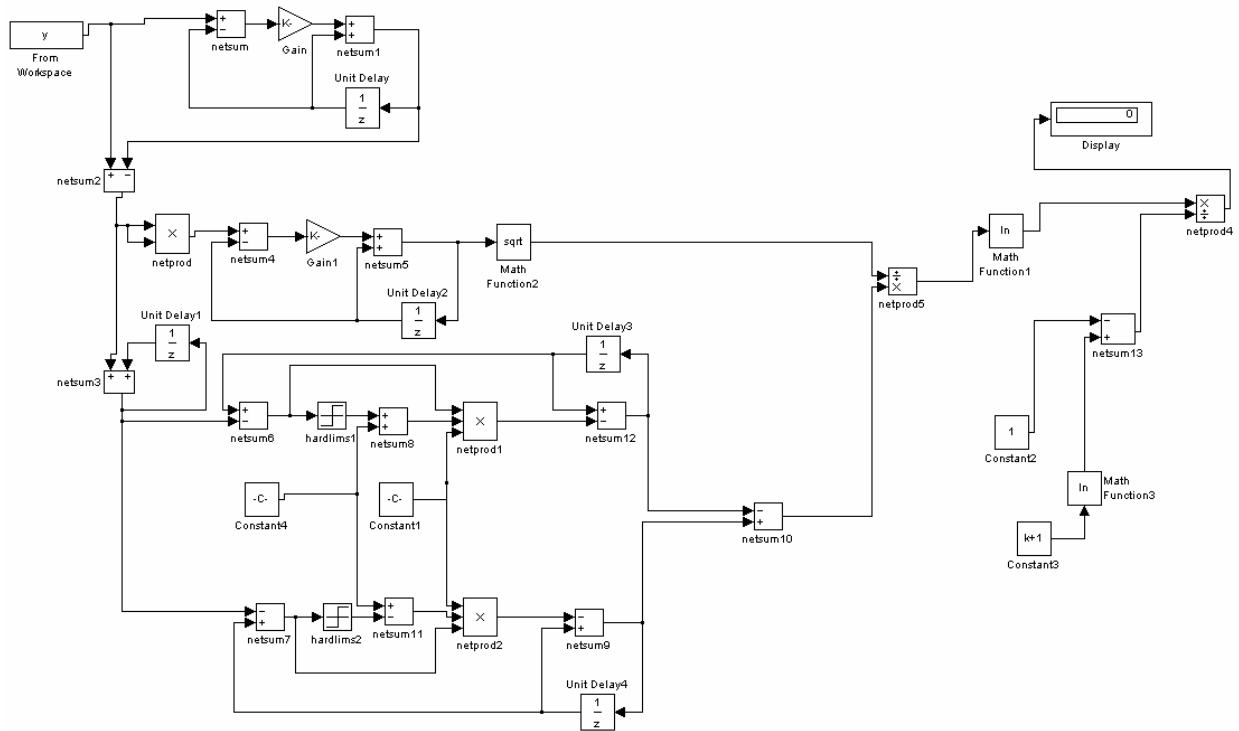 y
From
Workspace
+
−
netsum
K-
Gain
+
+
netsum1
Unit Delay
1
z
0
Display
+ −
netsum2
×
netprod
+
−
netsum4
K-
Gain1
+
+
netsum5
sqrt
Math
Function2
Unit Delay2
1
z
÷
×
netprod5
ln
Math
Function1
×
÷
netprod4
Unit Delay1
1
z
+ +
netsum3
Unit Delay3
1
z
−
+
netsum13
+
−
netsum6
hardlims1
+
+
netsum8
×
netprod1
+
−
netsum12
1
Constant2
-C-
Constant4
-C-
Constant1
ln
Math
Function3
−
+
netsum10
k+1
Constant3
−
+
netsum7
hardlims2
+
−
netsum11
×
netprod2
−
+
netsum9
Unit Delay4
1
z